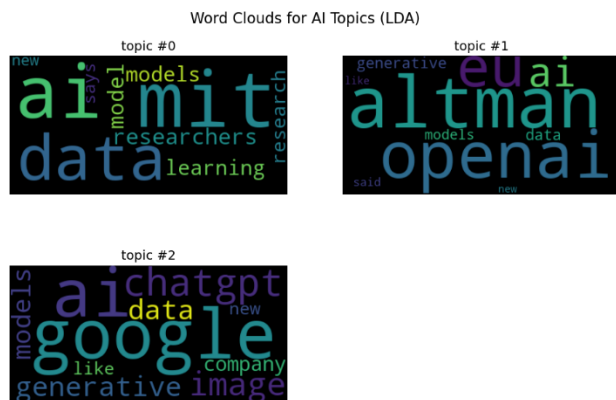 Word Clouds for AI Topics (LDA)
topic #0
new
ai
says
model
models
mit
research
researchers
data
learning
topic #1
generative
eu
ai
like
altman
models
data
openai
said
new
topic #2
models
ai
chatgpt
data
new
google
like
company
generative
image